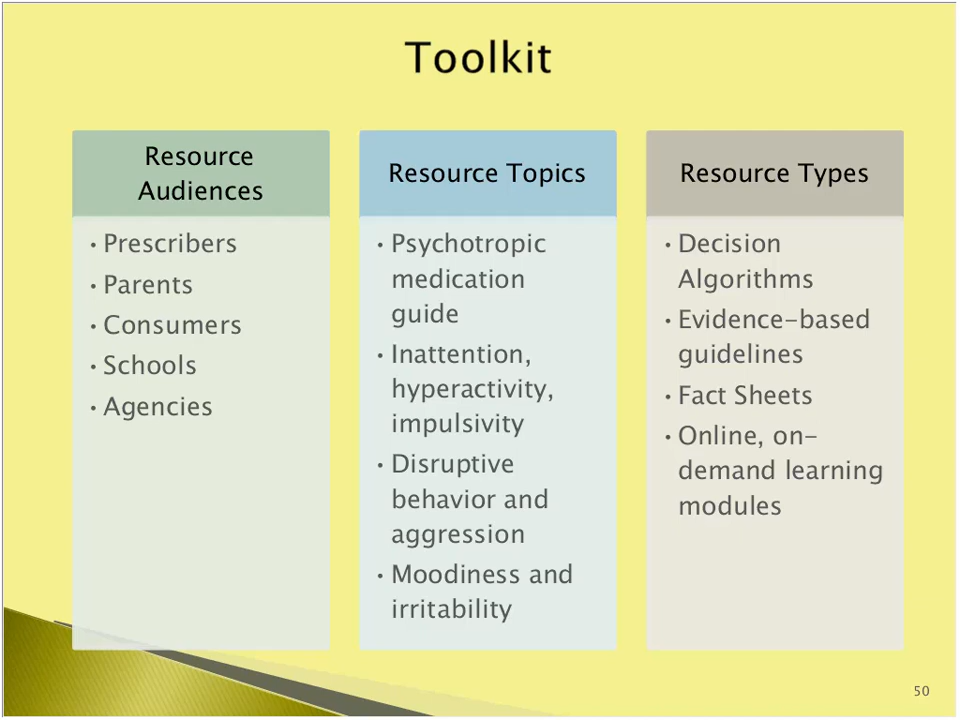 Toolkit
Resource
Audiences
• Prescribers
• Parents
• Consumers
• Schools
• Agencies
Resource Topics
• Psychotropic
medication
guide
• Inattention,
hyperactivity,
impulsivity
• Disruptive
behavior and
aggression
• Moodiness and
irritability
Resource Types
• Decision
Algorithms
• Evidence-based
guidelines
• Fact Sheets
• Online, on-
demand learning
modules
50